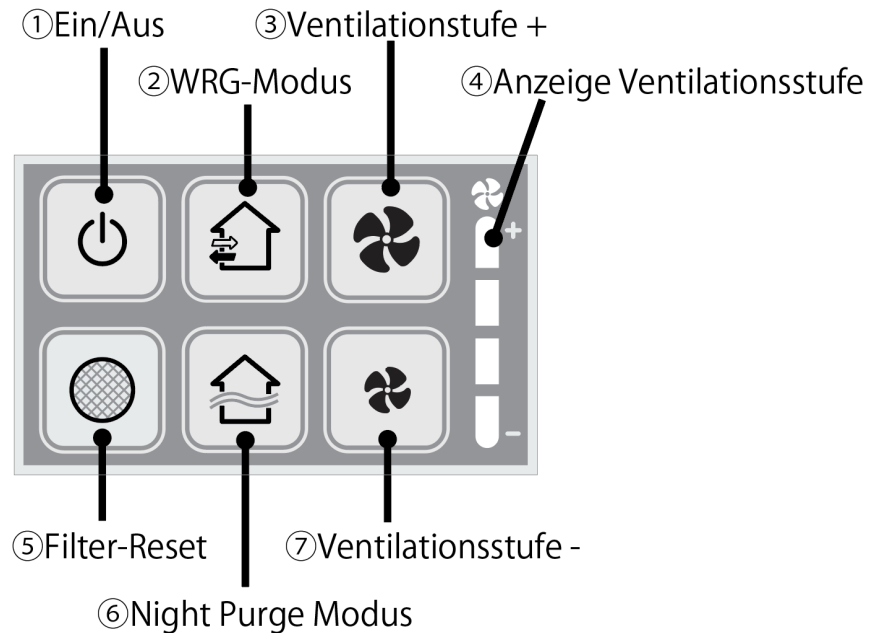 ①Ein/Aus
③Ventilationstufe +
②WRG-Modus
④Anzeige Ventilationsstufe
+
-
⑤Filter-Reset
⑦Ventilationsstufe -
⑥Night Purge Modus